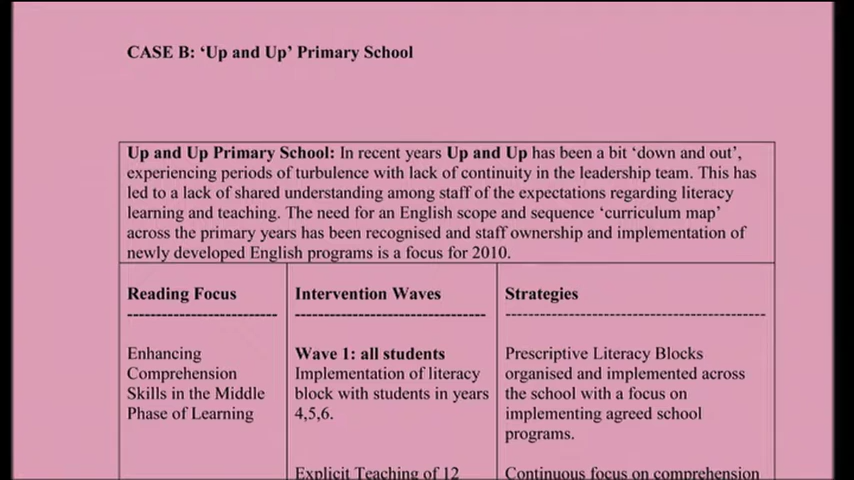 CASE B: ‘Up and Up’ Primary School
Up and Up Primary School: In recent years Up and Up has been a bit ‘down and out’,
experiencing periods of turbulence with lack of continuity in the leadership team. This has
led to a lack of shared understanding among staff of the expectations regarding literacy
learning and teaching. The need for an English scope and sequence ‘curriculum map’
across the primary years has been recognised and staff ownership and implementation of
newly developed English programs is a focus for 2010.
Reading Focus
--------------------------
Enhancing
Comprehension
Skills in the Middle
Phase of Learning
Intervention Waves
---------------------------------
Wave 1: all students
Implementation of literacy
block with students in years
4,5,6.
Explicit Teaching of 12
Strategies
---------------------------------------------
Prescriptive Literacy Blocks
organised and implemented across
the school with a focus on
implementing agreed school
programs.
Continuous focus on comprehension